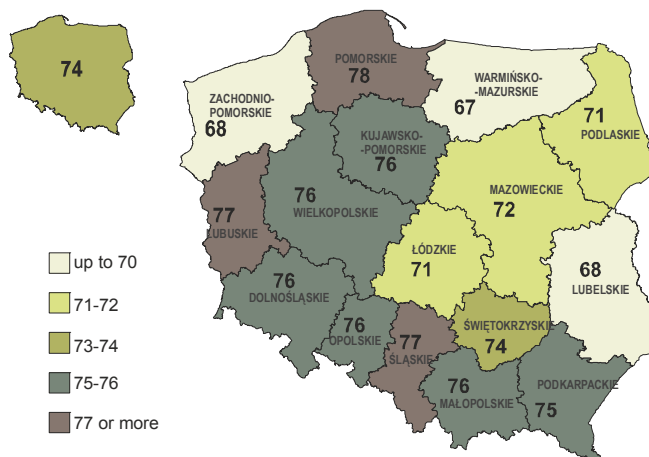 74
POMORSKIE
78
WARMIŃSKO-
-MAZURSKIE
67
ZACHODNIO-
POMORSKIE
68
KUJAWSKO-
-POMORSKIE
76
71
PODLASKIE
76
WIELKOPOLSKIE
MAZOWIECKIE
72
77
LUBUSKIE
ŁÓDZKIE
71
68
LUBELSKIE
76
DOLNOŚLĄSKIE
76
OPOLSKIE
77
ŚLĄSKIE
ŚWIĘTOKRZYSKIE
74
76
MAŁOPOLSKIE
PODKARPACKIE
75
up to 70
71-72
73-74
75-76
77 or more